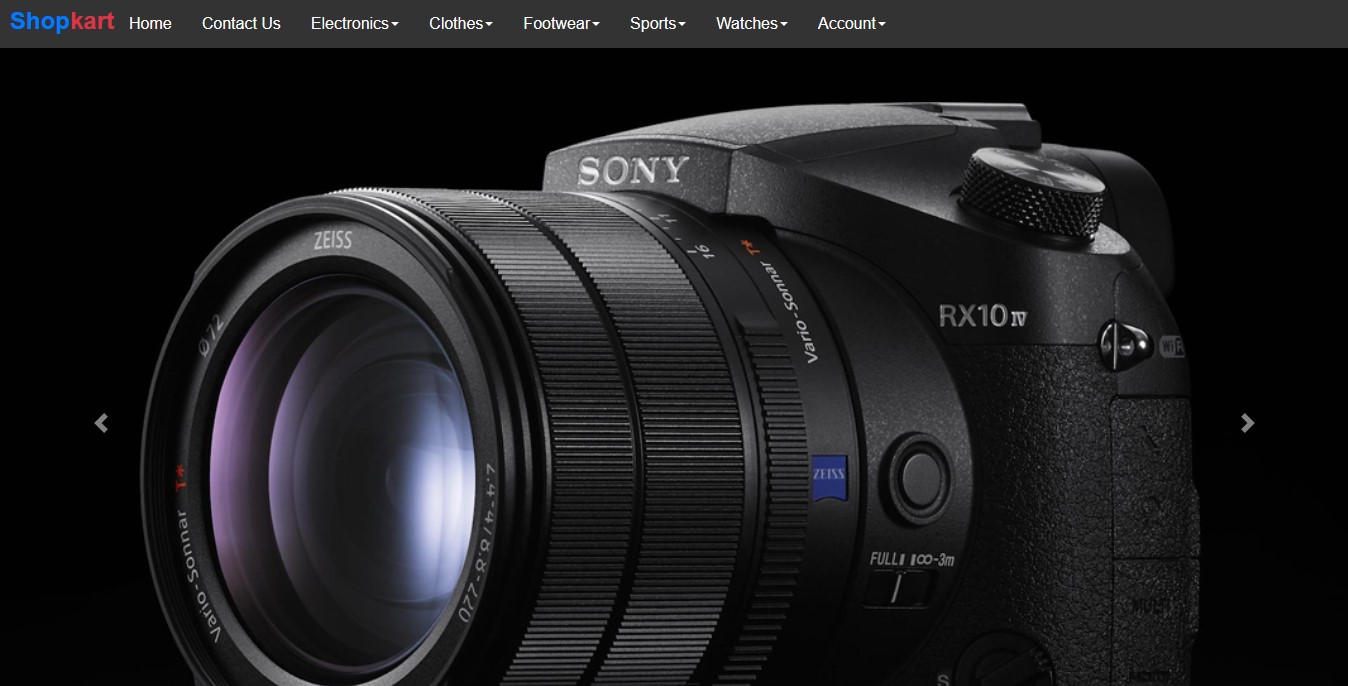 Shopkart Home Contact Us Electronics Clothes Footwear Sports Watches Account
SONY
ZEISS
11
16
T*
Vario-Sonnar
Ø72
RX10 IV
ZEISS
T*
Vario-Sonnar
2.4-4/8.8-220
FULL ∞-3m
S